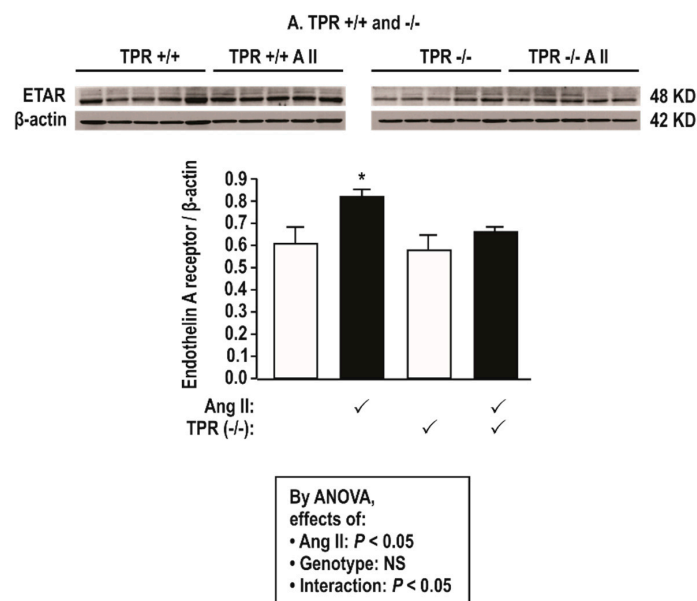 A. TPR +/+ and -/-
TPR +/+ TPR +/+ A II TPR -/- TPR -/- A II
ETAR 48 KD
β-actin 42 KD
Endothelin A receptor / β-actin
0.9
0.8
0.7
0.6
0.5
0.4
0.3
0.2
0.1
0.0
*
Ang II: ✓ ✓
TPR (-/-): ✓ ✓
By ANOVA,
effects of:
• Ang II: P < 0.05
• Genotype: NS
• Interaction: P < 0.05